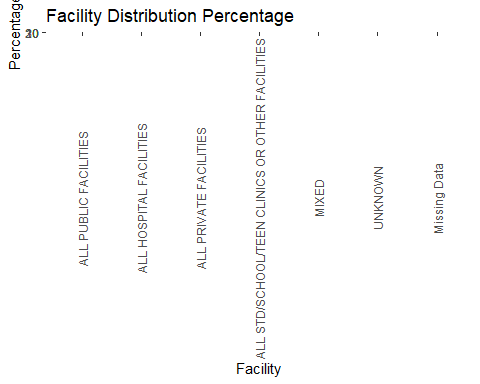 Facility Distribution Percentage
Percentage
ALL PUBLIC FACILITIES
ALL HOSPITAL FACILITIES
ALL PRIVATE FACILITIES
ALL STD/SCHOOL/TEEN CLINICS OR OTHER FACILITIES
MIXED
UNKNOWN
Missing Data
Facility